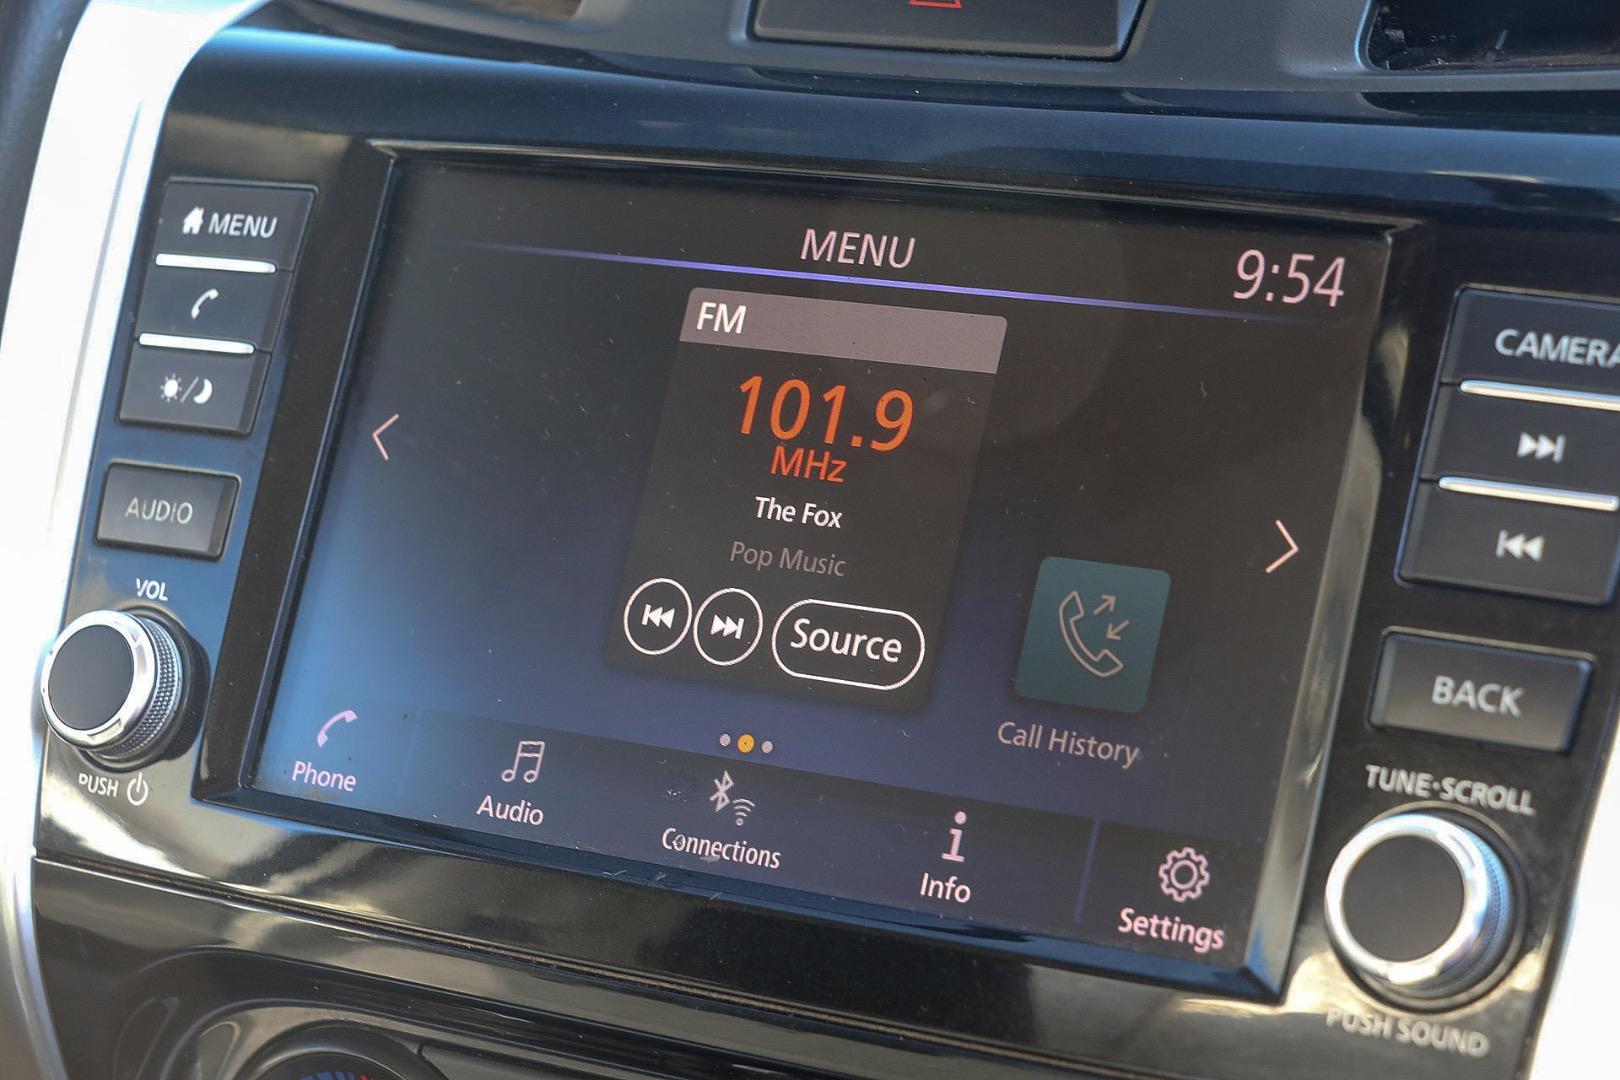 MENU
AUDIO
VOL
PUSH
MENU
9:54
FM
101.9
MHz
The Fox
Pop Music
Source
Call History
Phone
Audio
Connections
Info
Settings
CAMERA
BACK
TUNE·SCROLL
PUSH SOUND